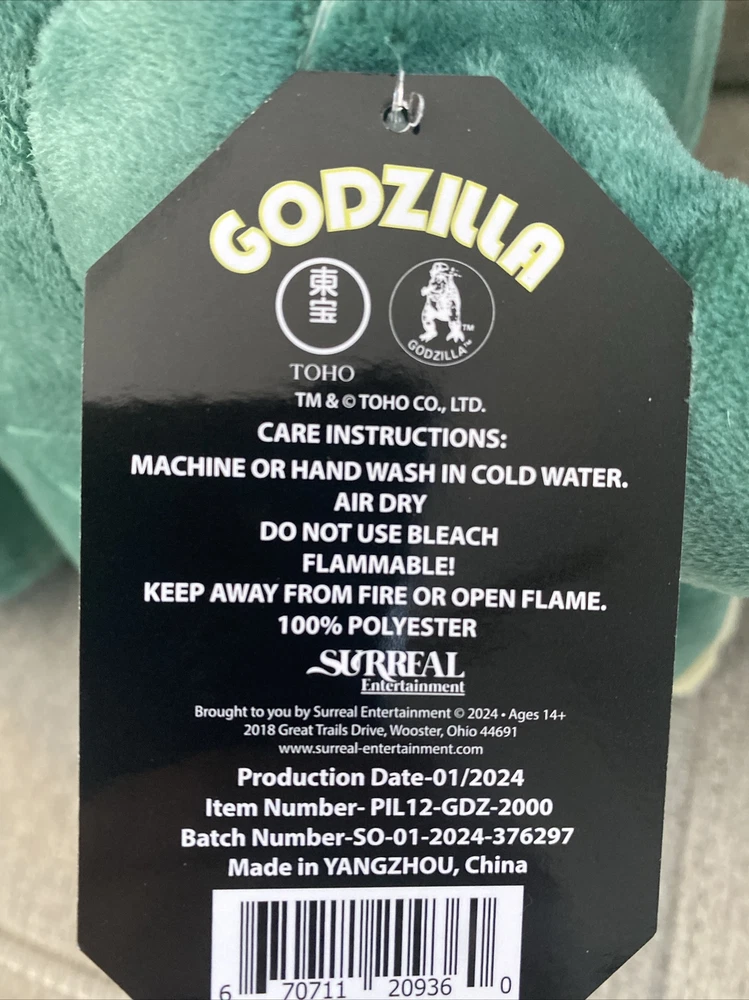 GODZILLA
東宝
TOHO
GODZILLA™
TM & © TOHO CO., LTD.
CARE INSTRUCTIONS:
MACHINE OR HAND WASH IN COLD WATER.
AIR DRY
DO NOT USE BLEACH
FLAMMABLE!
KEEP AWAY FROM FIRE OR OPEN FLAME.
100% POLYESTER
SURREAL
Entertainment
Brought to you by Surreal Entertainment © 2024 • Ages 14+
2018 Great Trails Drive, Wooster, Ohio 44691
www.surreal-entertainment.com
Production Date-01/2024
Item Number- PIL12-GDZ-2000
Batch Number-SO-01-2024-376297
Made in YANGZHOU, China
6 70711 20936 0